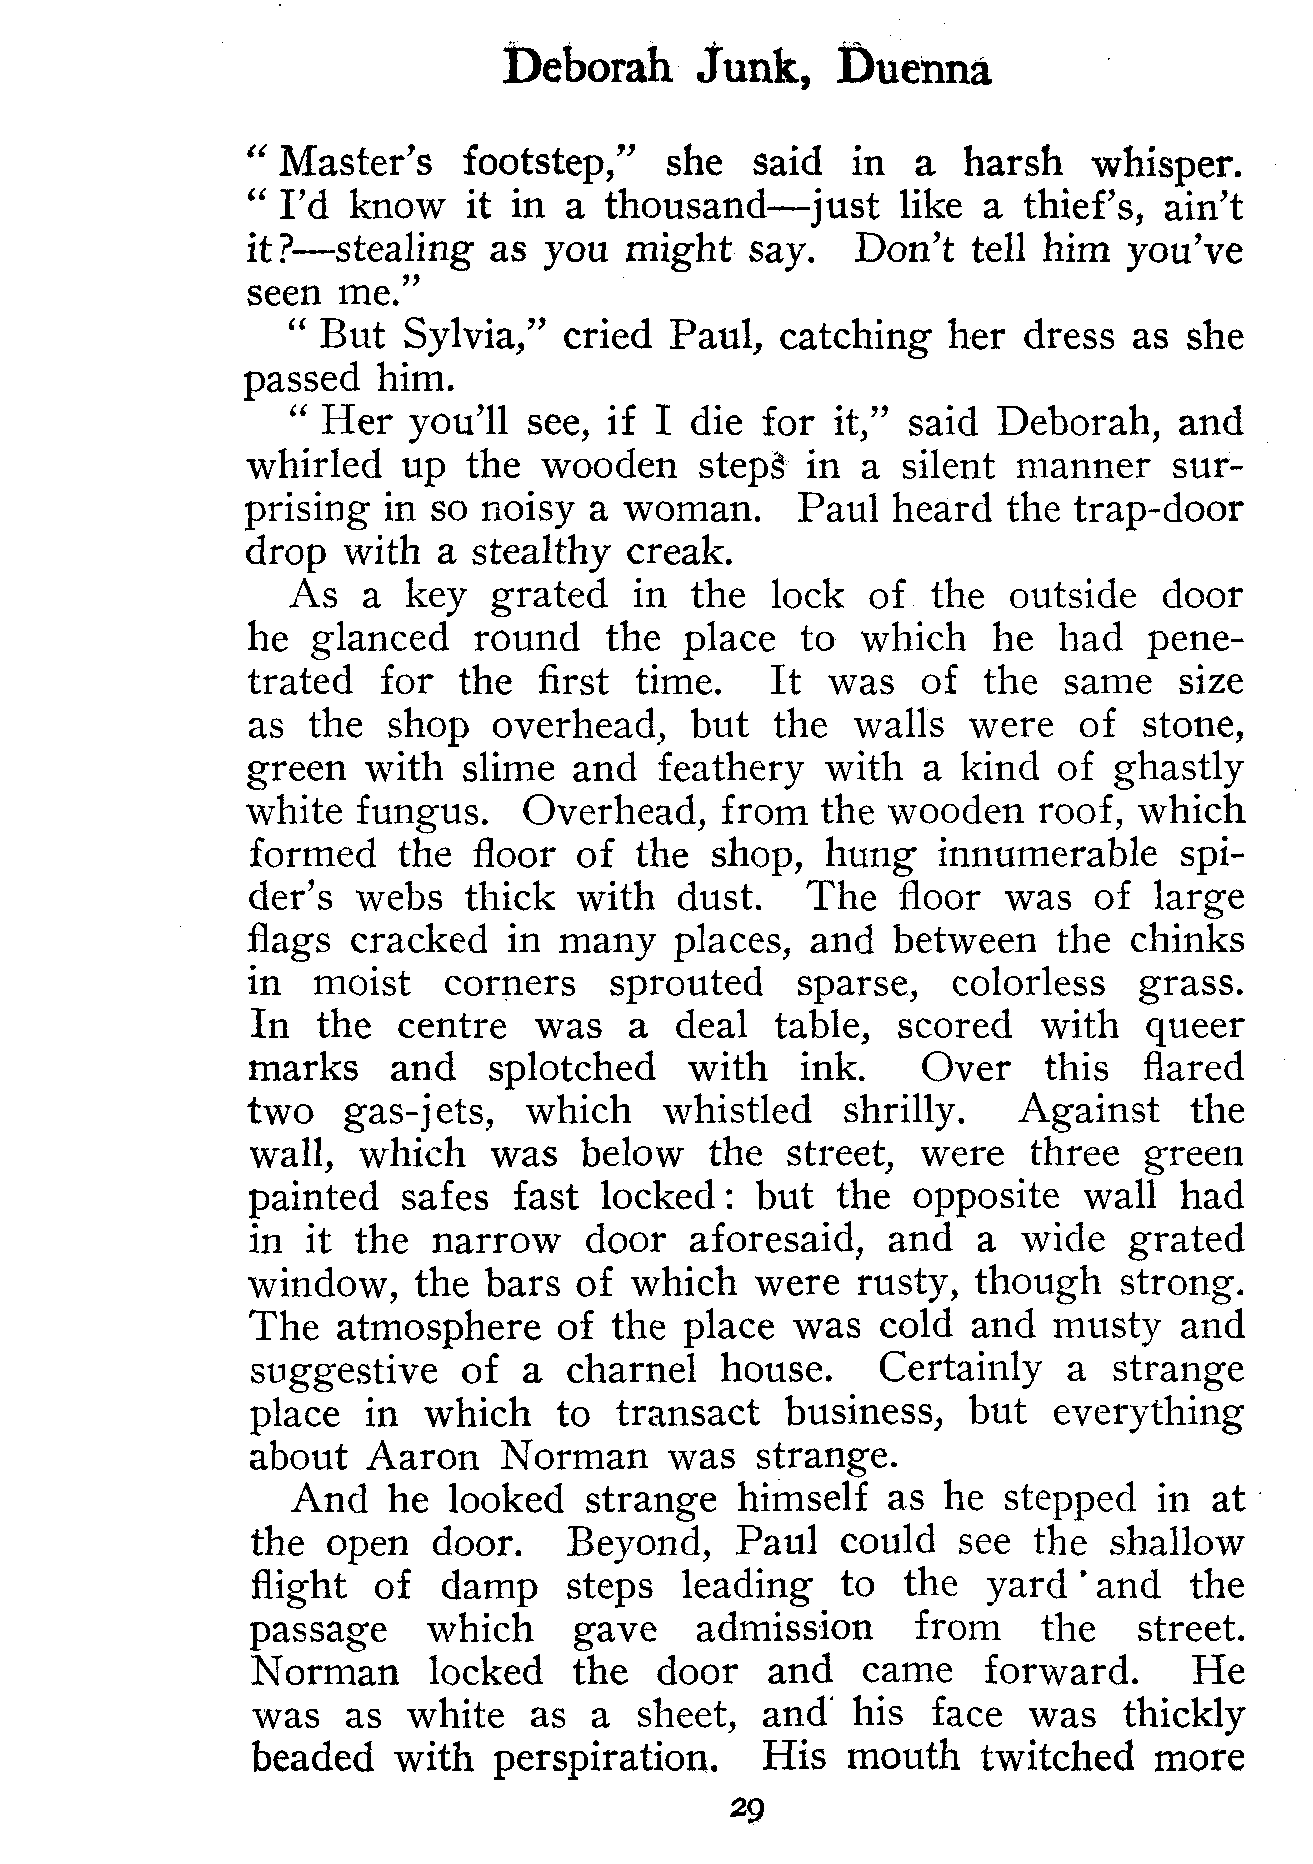 Deborah Junk, Duenna
“ Master’s footstep,” she said in a harsh whisper.
“ I’d know it in a thousand—just like a thief’s, ain’t
it?—stealing as you might say. Don’t tell him you’ve
seen me.”
“ But Sylvia,” cried Paul, catching her dress as she
passed him.
“ Her you’ll see, if I die for it,” said Deborah, and
whirled up the wooden steps in a silent manner sur-
prising in so noisy a woman. Paul heard the trap-door
drop with a stealthy creak.
As a key grated in the lock of the outside door
he glanced round the place to which he had pene-
trated for the first time. It was of the same size
as the shop overhead, but the walls were of stone,
green with slime and feathery with a kind of ghastly
white fungus. Overhead, from the wooden roof, which
formed the floor of the shop, hung innumerable spi-
der’s webs thick with dust. The floor was of large
flags cracked in many places, and between the chinks
in moist corners sprouted sparse, colorless grass.
In the centre was a deal table, scored with queer
marks and splotched with ink. Over this flared
two gas-jets, which whistled shrilly. Against the
wall, which was below the street, were three green
painted safes fast locked: but the opposite wall had
in it the narrow door aforesaid, and a wide grated
window, the bars of which were rusty, though strong.
The atmosphere of the place was cold and musty and
suggestive of a charnel house. Certainly a strange
place in which to transact business, but everything
about Aaron Norman was strange.
And he looked strange himself as he stepped in at
the open door. Beyond, Paul could see the shallow
flight of damp steps leading to the yard and the
passage which gave admission from the street.
Norman locked the door and came forward. He
was as white as a sheet, and his face was thickly
beaded with perspiration. His mouth twitched more
29